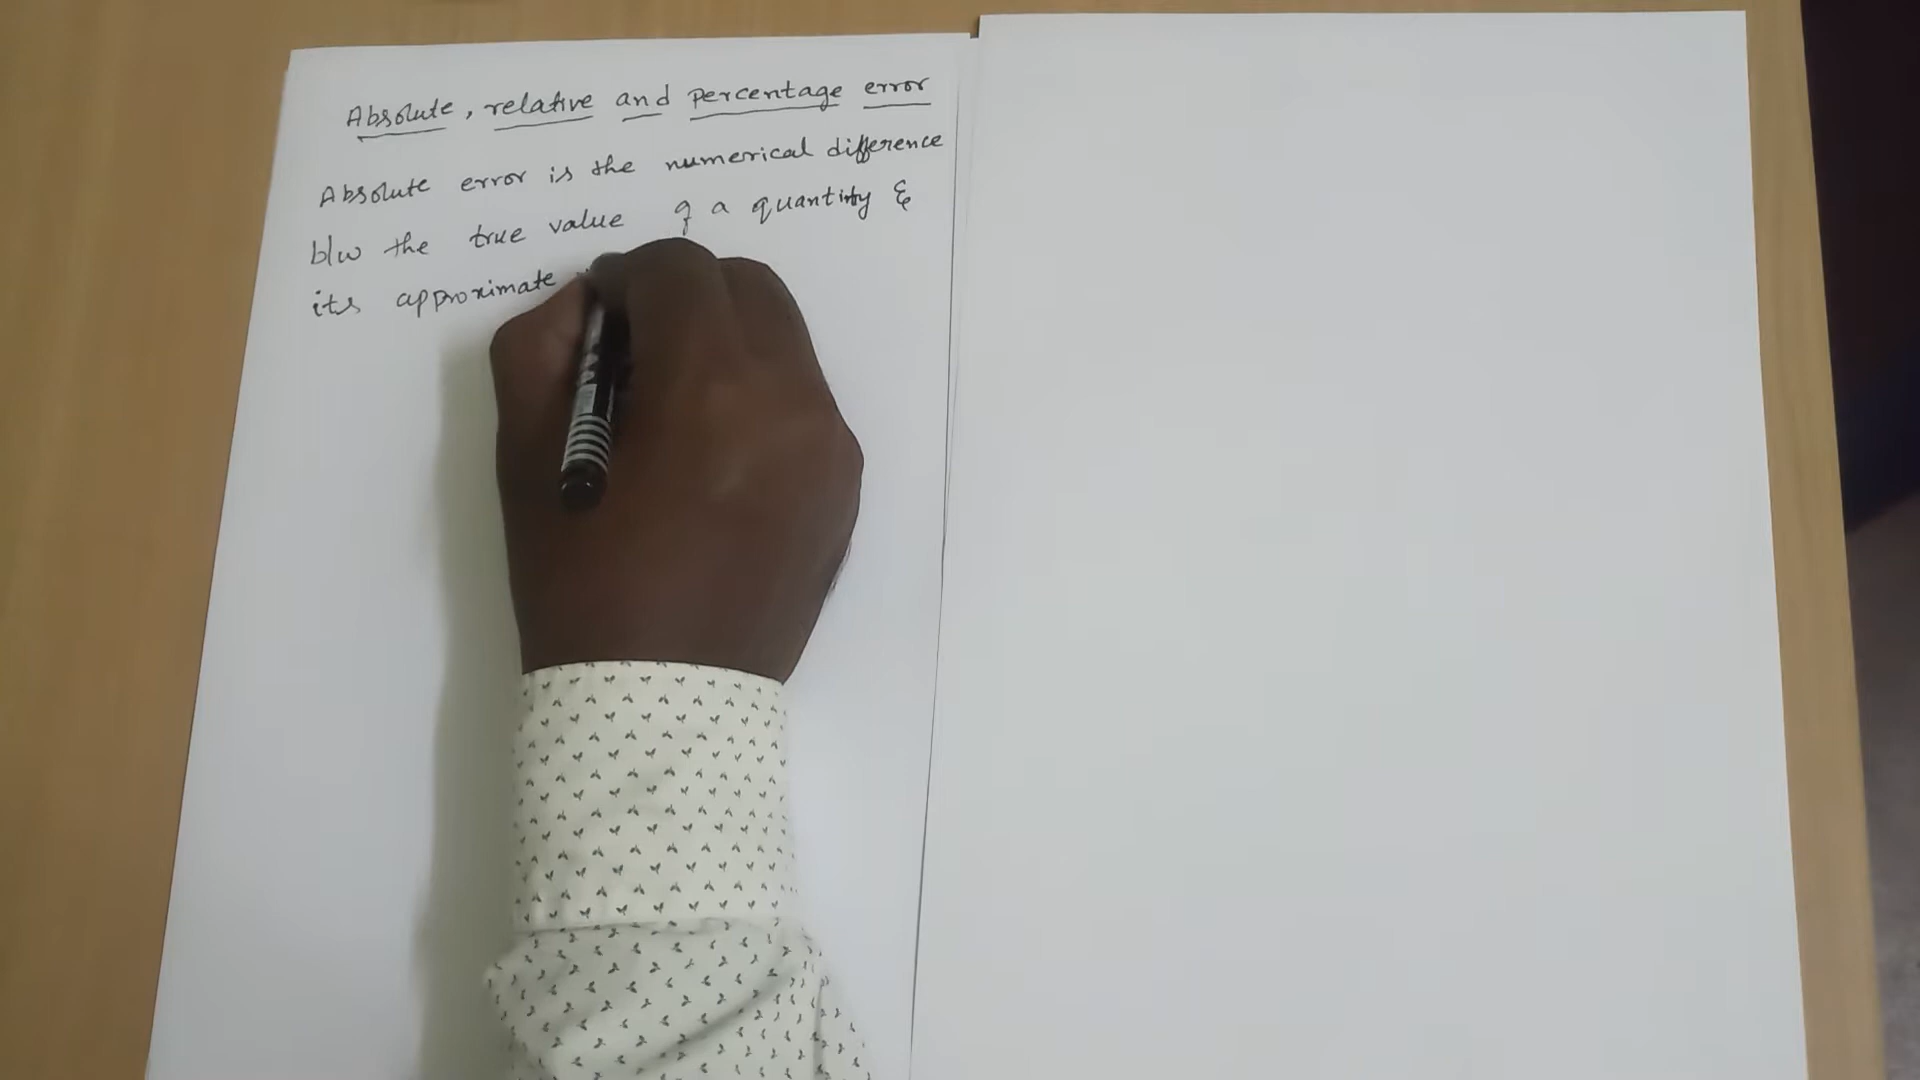 Absolute, relative and percentage error
Absolute error is the numerical difference
b/w the true value of a quantity &
its approximate